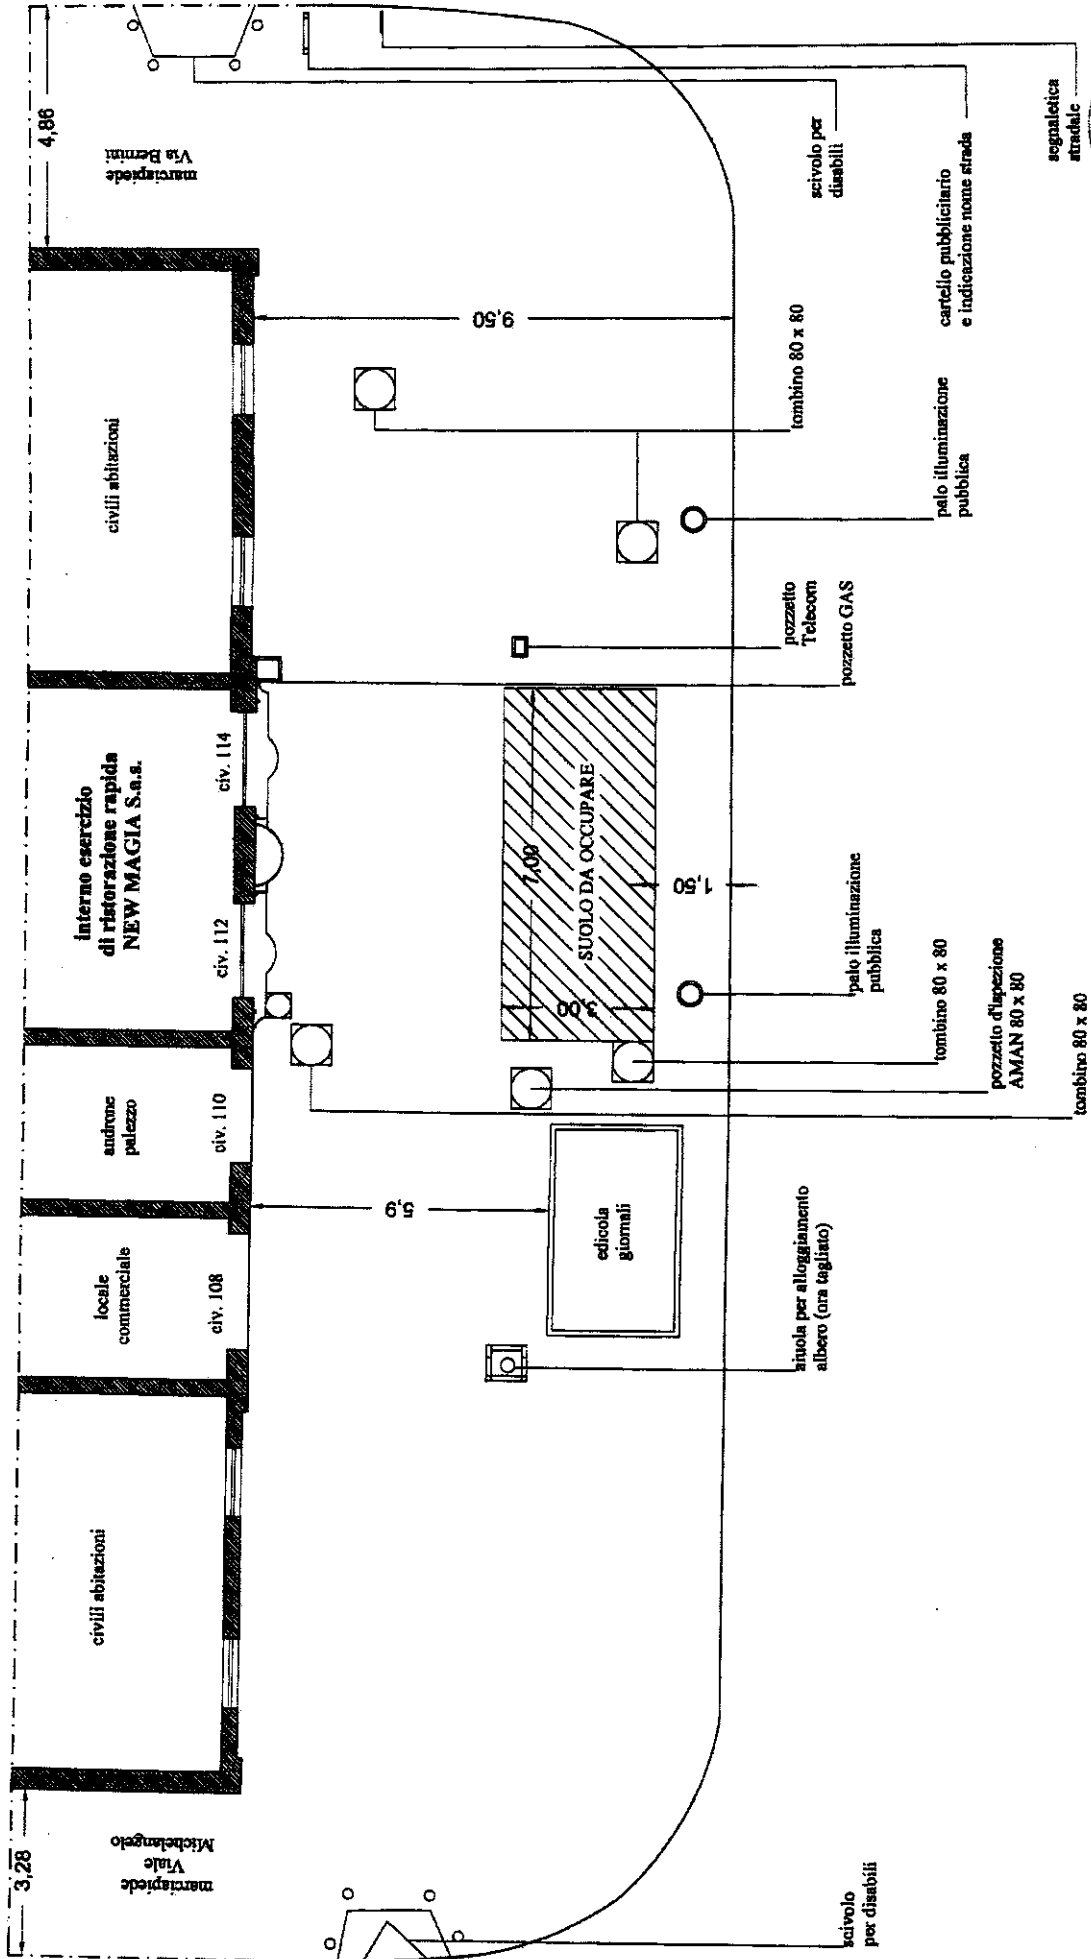 3,28
marciapiede
Viale
Michelangelo
civili abitazioni
locale
commerciale
civ. 108
androne
palezzo
civ. 110
interno esercizio
di ristorazione rapida
NEW MAGIA S.a.s.
civ. 112
civ. 114
civili abitazioni
marciapiede
Via Bernini
4,86
5,9
9,50
edicola
giornali
3,00
7,00
SUOLO DA OCCUPARE
1,50
scivolo
per disabili
aiuola per alloggiamento
albero (ora tagliato)
tombino 80 x 80
pozzetto d'ispezione
AMAN 80 x 80
tombino 80 x 80
palo illuminazione
pubblica
pozzetto GAS
pozzetto
Telecom
palo illuminazione
pubblica
tombino 80 x 80
cartello pubblicitario
e indicazione nome strada
scivolo per
disabili
segnaletica
stradale